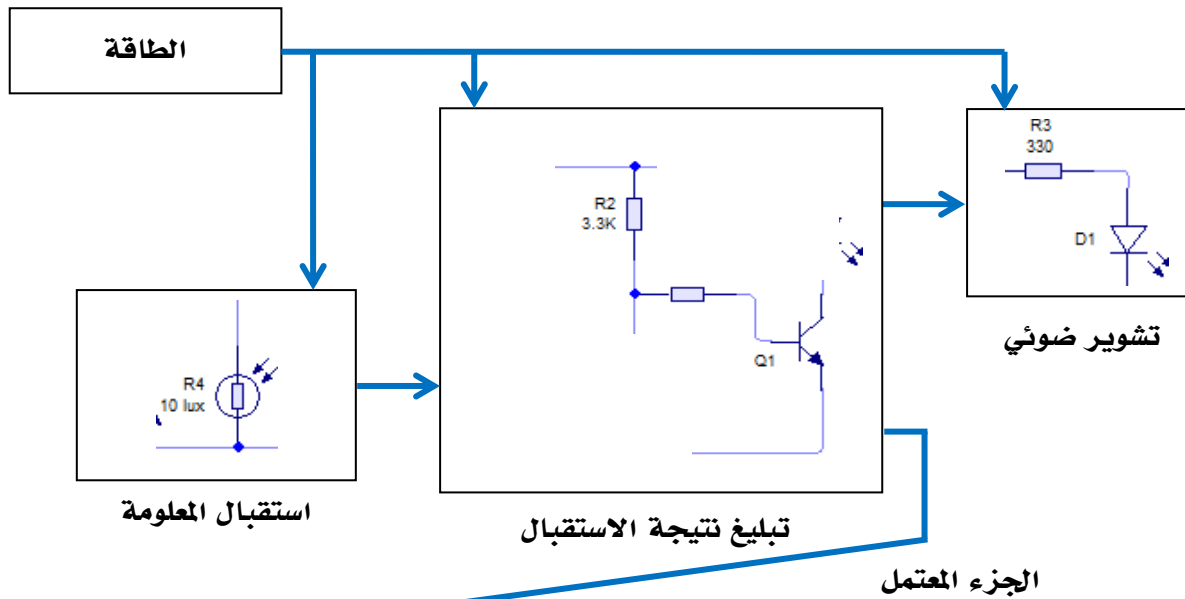 الطاقة
R3
330
D1
تشوير ضوئي
R2
3.3K
Q1
R4
10 lux
استقبال المعلومة
تبليغ نتيجة الاستقبال
الجزء المعتمل